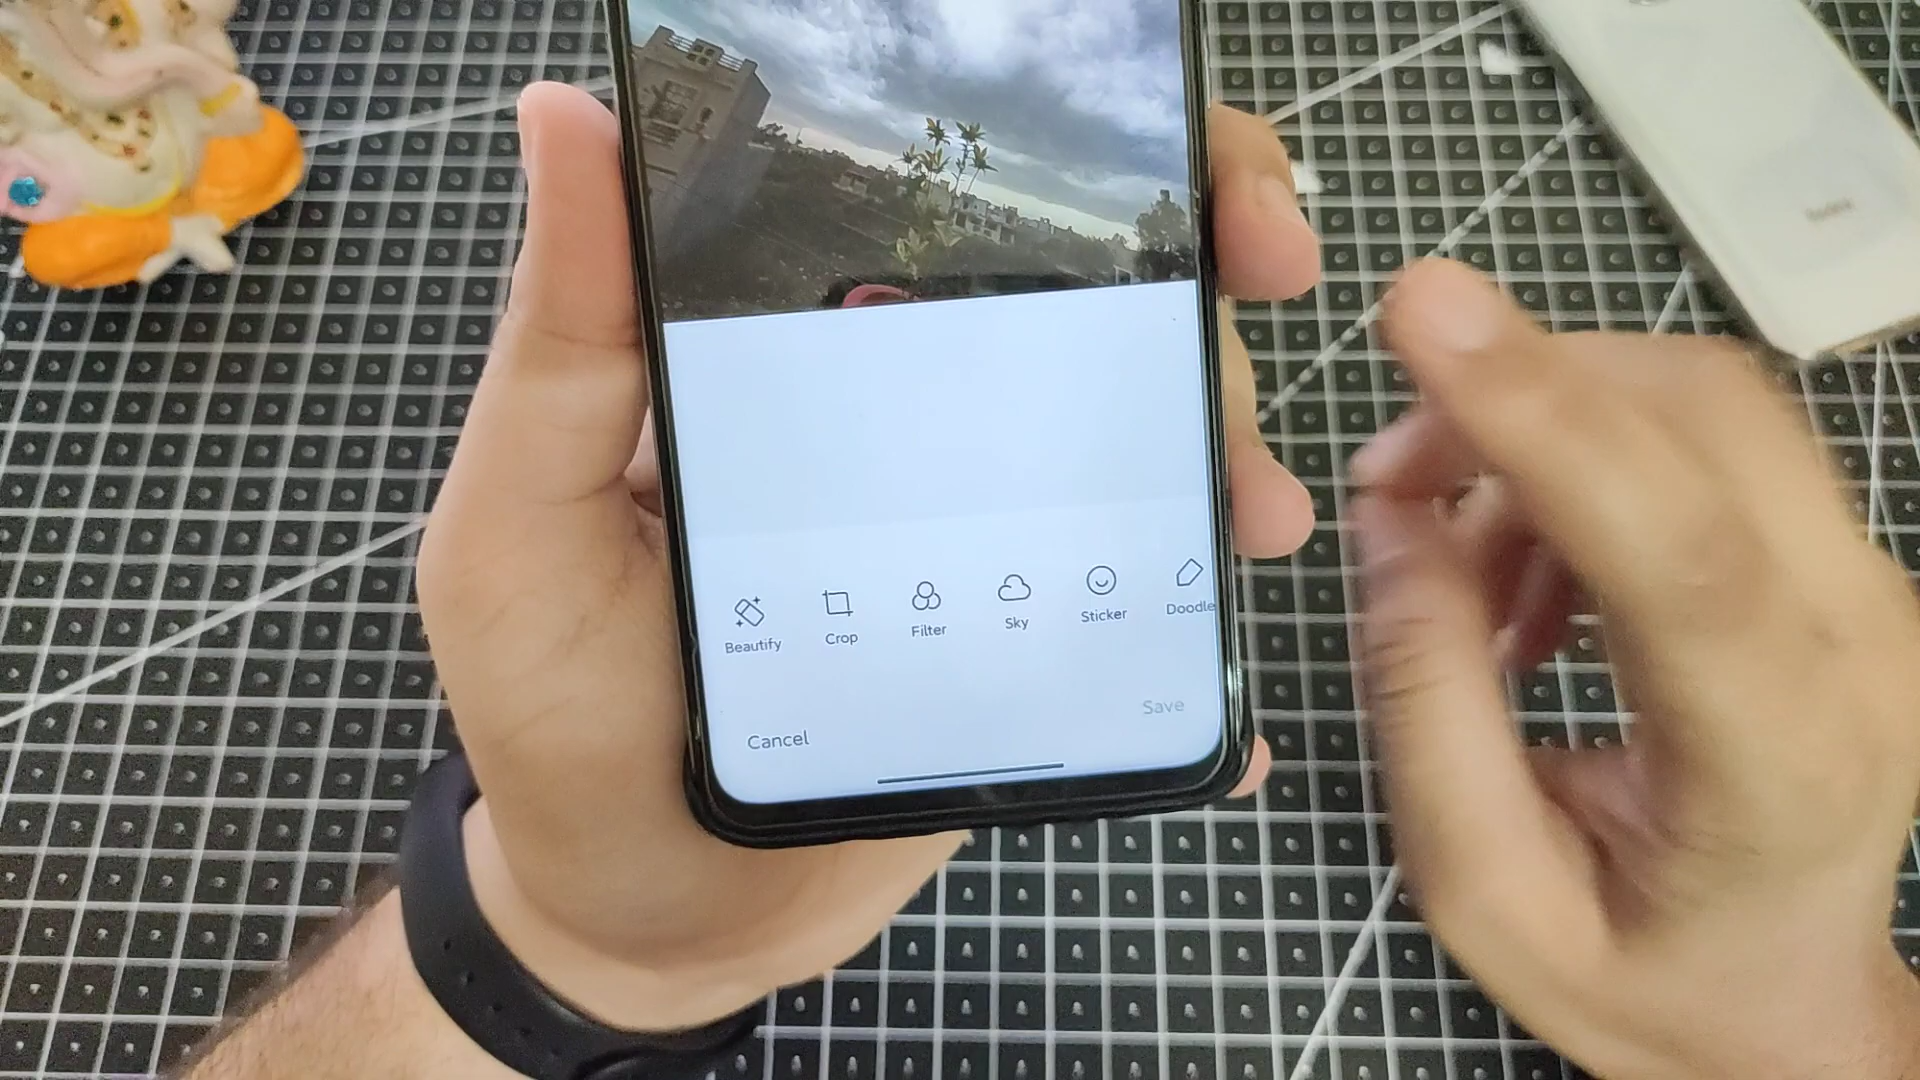 Beautify
Crop
Filter
Sky
Sticker
Doodle
Cancel
Save